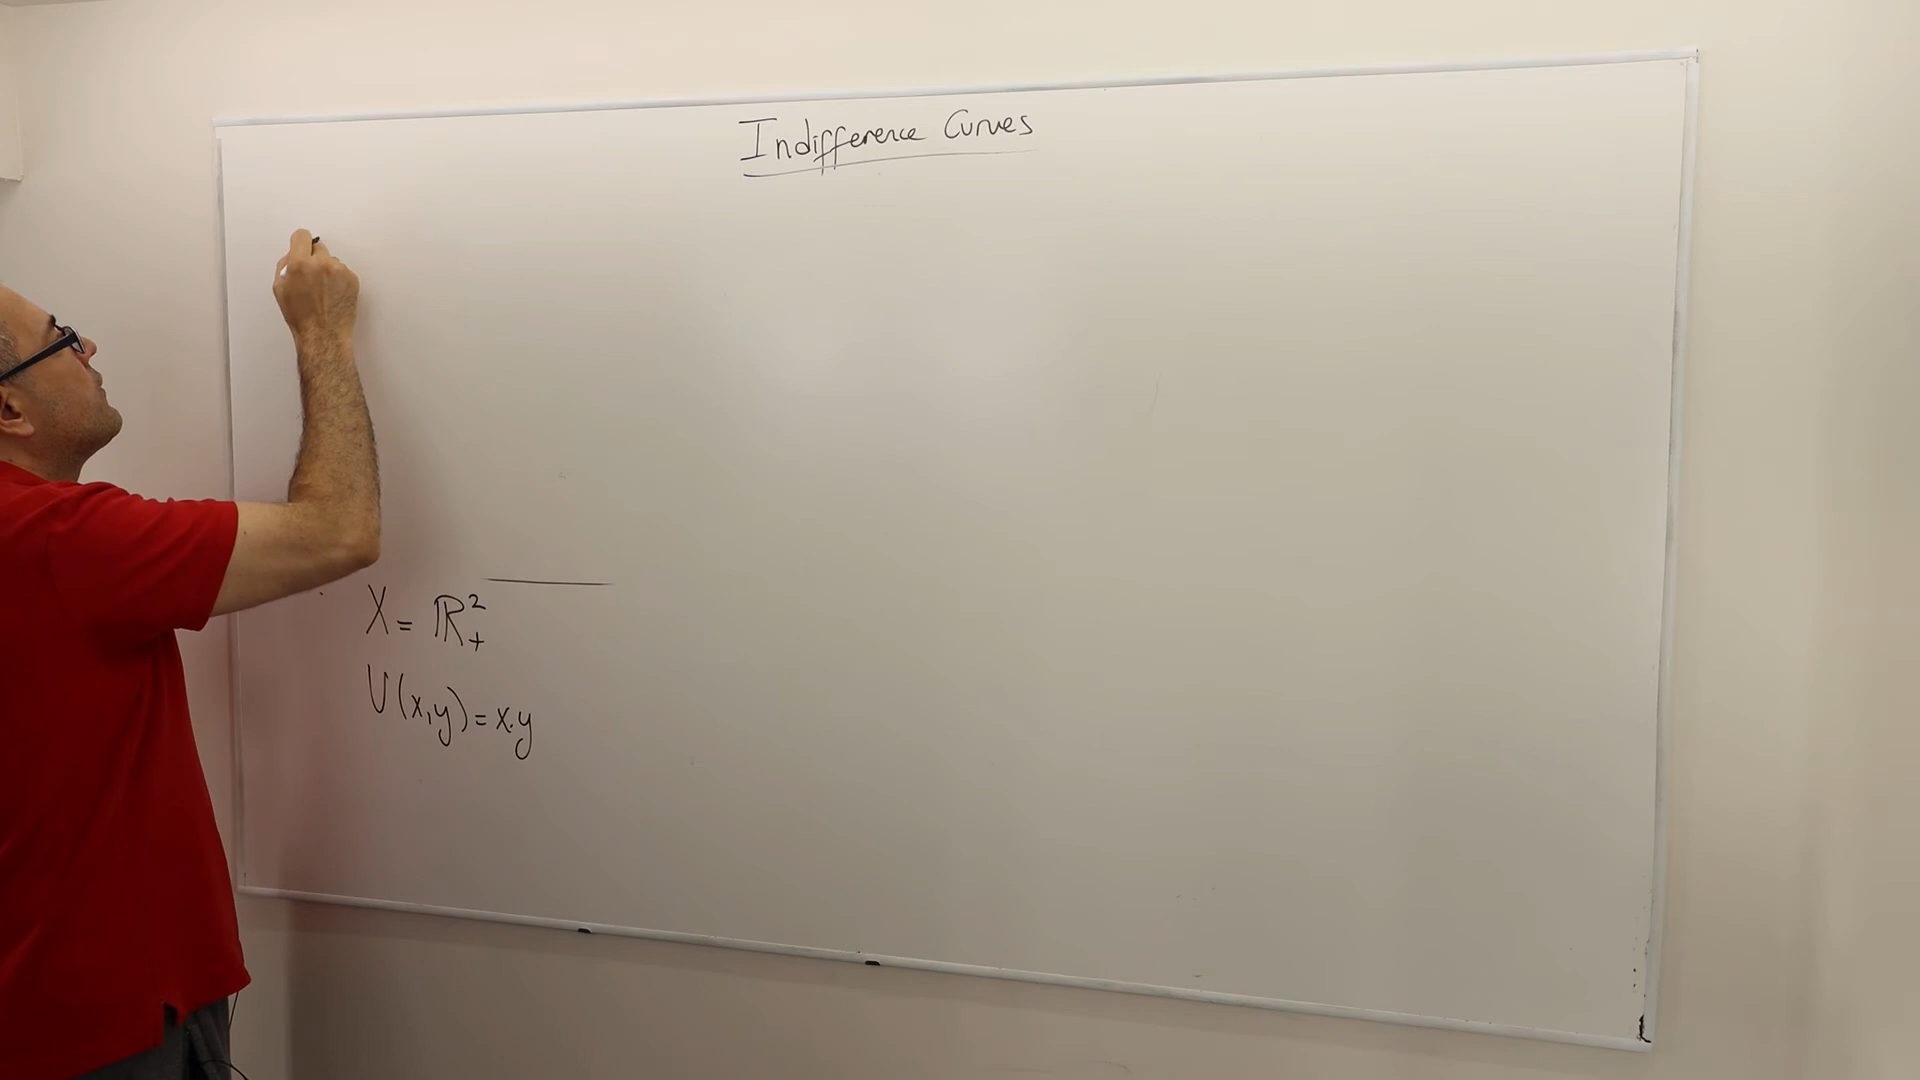 Indifference Curves
X = ℝ²₊
U(x,y) = x.y